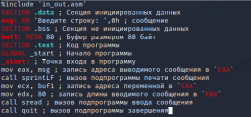 %include 'in_out.asm'
SECTION .data ; Секция инициированных данных
msg: DB 'Введите строку: ',0h ; сообщение
SECTION .bss ; Секция не инициированных данных
buf1: RESB 80 ; Буфер размером 80 байт
SECTION .text ; Код программы
GLOBAL _start ; Начало программы
_start: ; Точка входа в программу
mov eax, msg ; запись адреса выводимого сообщения в `EAX`
call sprintLF ; вызов подпрограммы печати сообщения
mov ecx, buf1 ; запись адреса переменной в `EAX`
mov edx, 80 ; запись длины вводимого сообщения в `EBX`
call sread ; вызов подпрограммы ввода сообщения
call quit ; вызов подпрограммы завершения